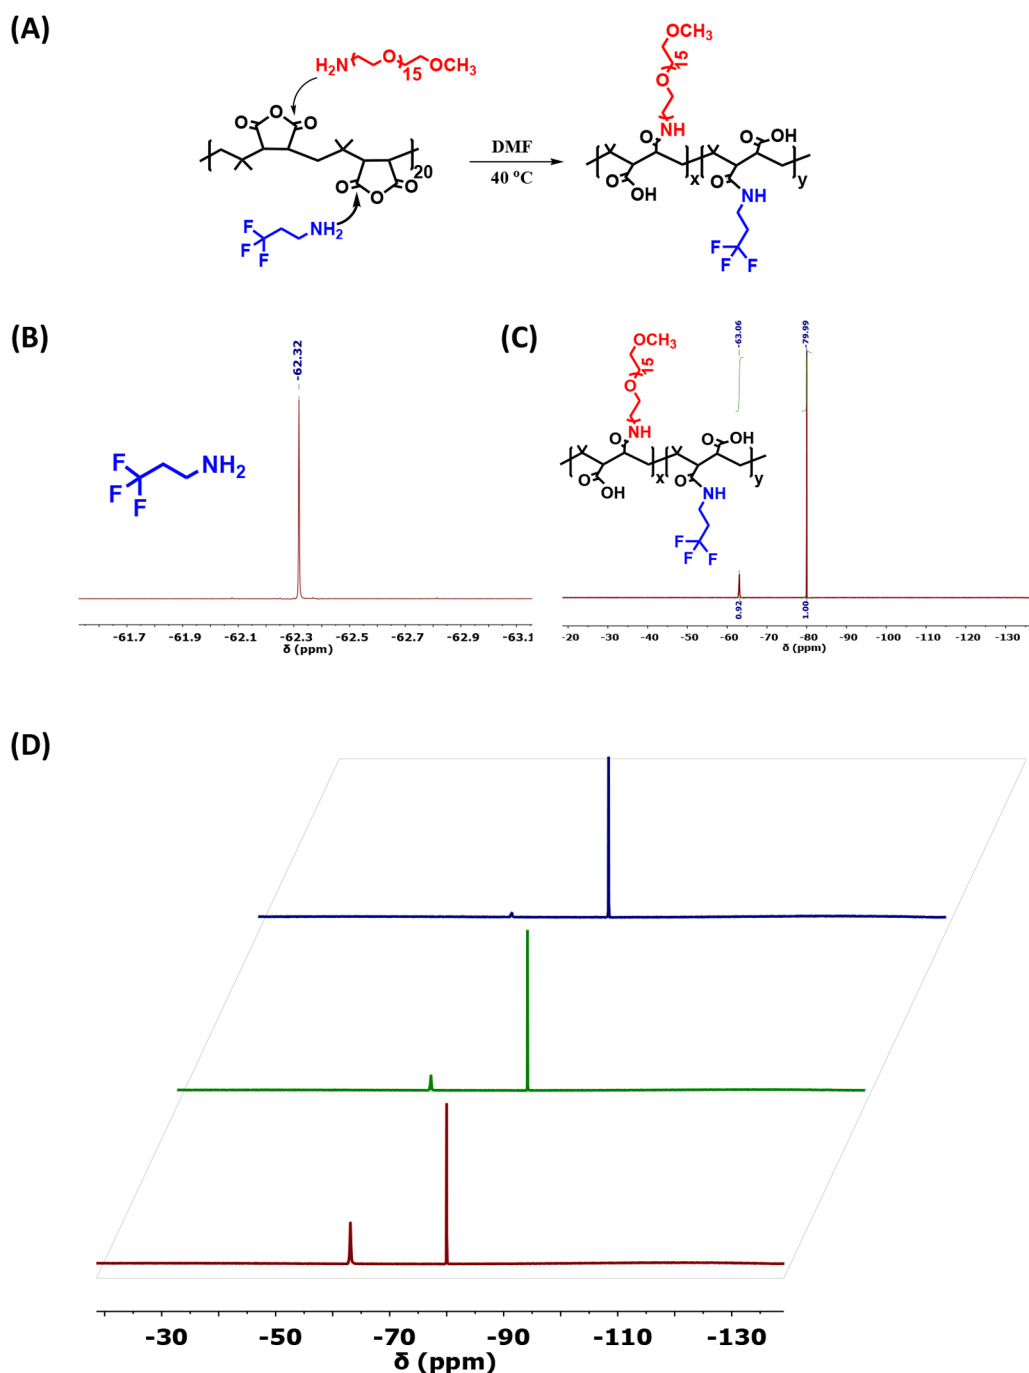 (A)
OCH3
15
O
H2N
O
15
OCH3
O
O
O
O
NH
O
OH
20
O
O
O
DMF
40 °C
O
OH
x
O
NH
y
F
F
F
NH2
F
F
F
(B)
-62.32
F
F
F
NH2
-61.7 -61.9 -62.1 -62.3 -62.5 -62.7 -62.9 -63.1
δ (ppm)
(C)
-63.06
-79.99
OCH3
15
O
O
NH
O
OH
O
OH
x
O
NH
y
F
F
F
0.92
1.00
-20 -30 -40 -50 -60 -70 -80 -90 -100 -110 -120 -130
δ (ppm)
(D)
-30 -50 -70 -90 -110 -130
δ (ppm)